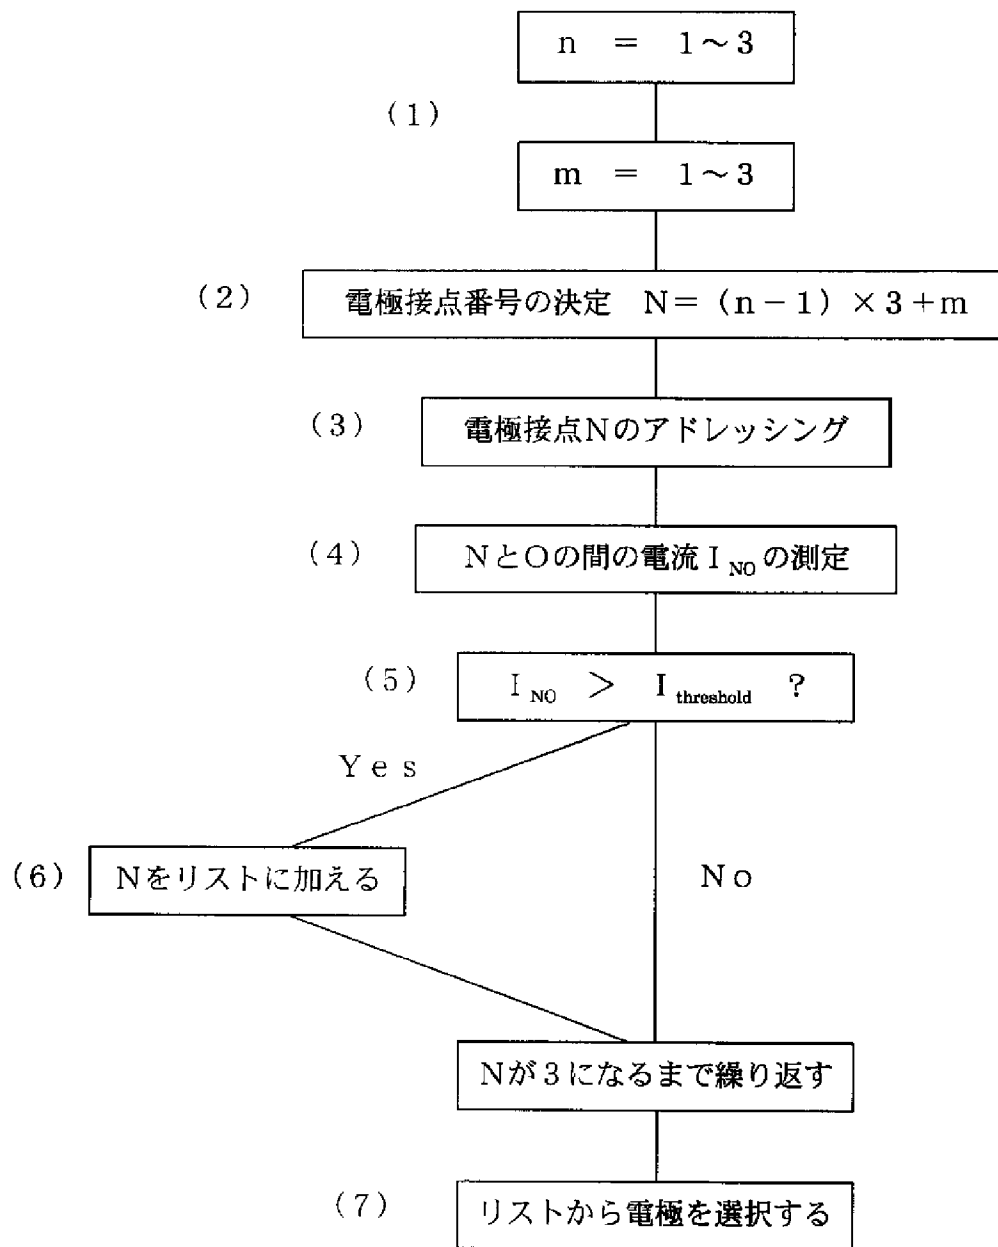 n = 1～3
(1)
m = 1～3
(2) 電極接点番号の決定 N=(n-1)×3+m
(3) 電極接点Nのアドレッシング
(4) NとOの間の電流I_NOの測定
(5) I_NO > I_threshold ?
Yes
(6) Nをリストに加える
No
Nが3になるまで繰り返す
(7) リストから電極を選択する